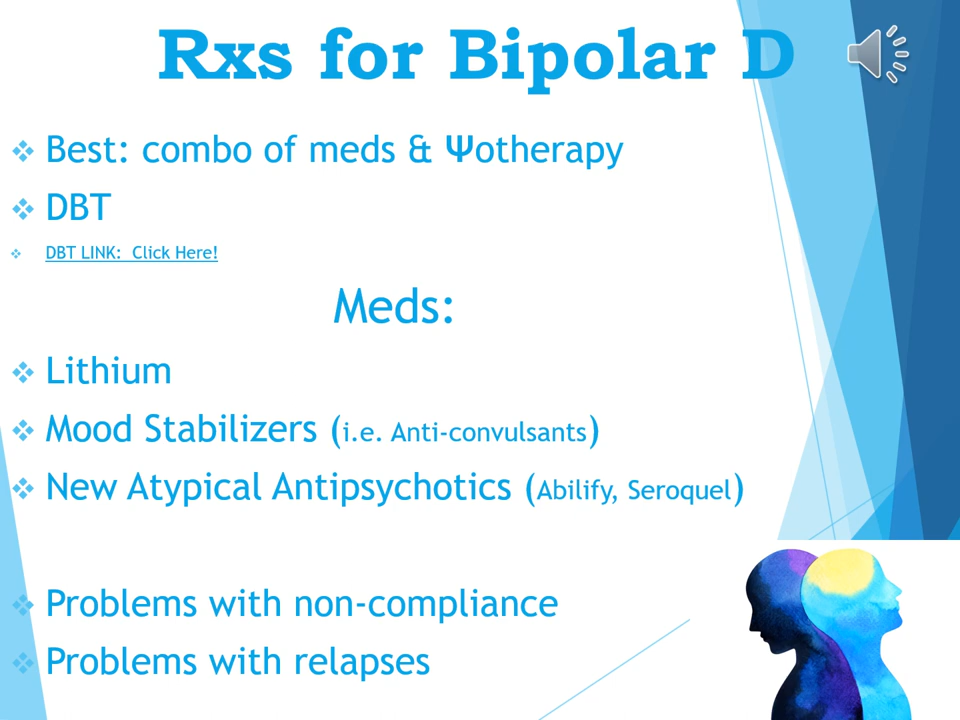 Rxs for Bipolar D
❖ Best: combo of meds & Ψotherapy
❖ DBT
❖ DBT LINK:  Click Here!
Meds:
❖ Lithium
❖ Mood Stabilizers (i.e. Anti-convulsants)
❖ New Atypical Antipsychotics (Abilify, Seroquel)
❖ Problems with non-compliance
❖ Problems with relapses